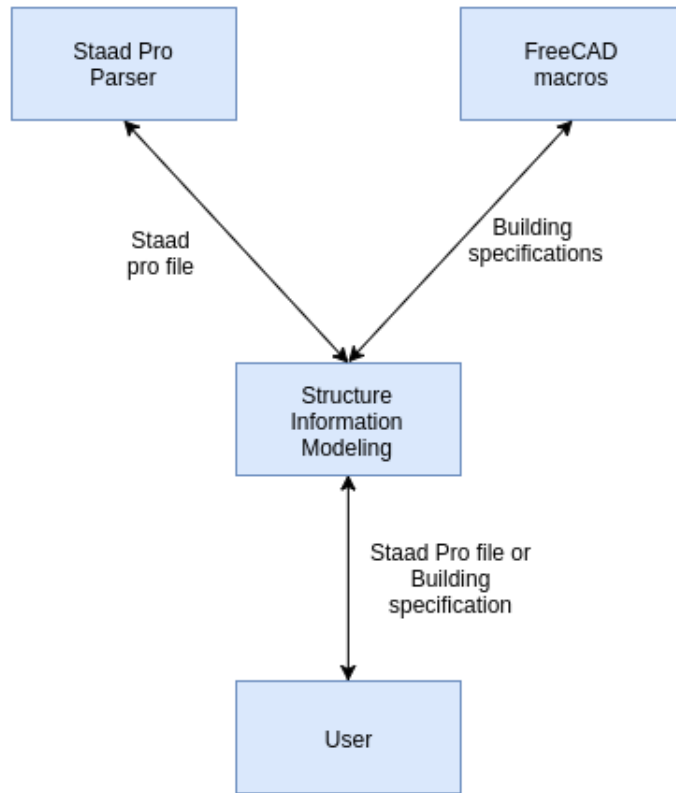 Staad Pro
Parser
FreeCAD
macros
Staad
pro file
Building
specifications
Structure
Information
Modeling
Staad Pro file or
Building
specification
User